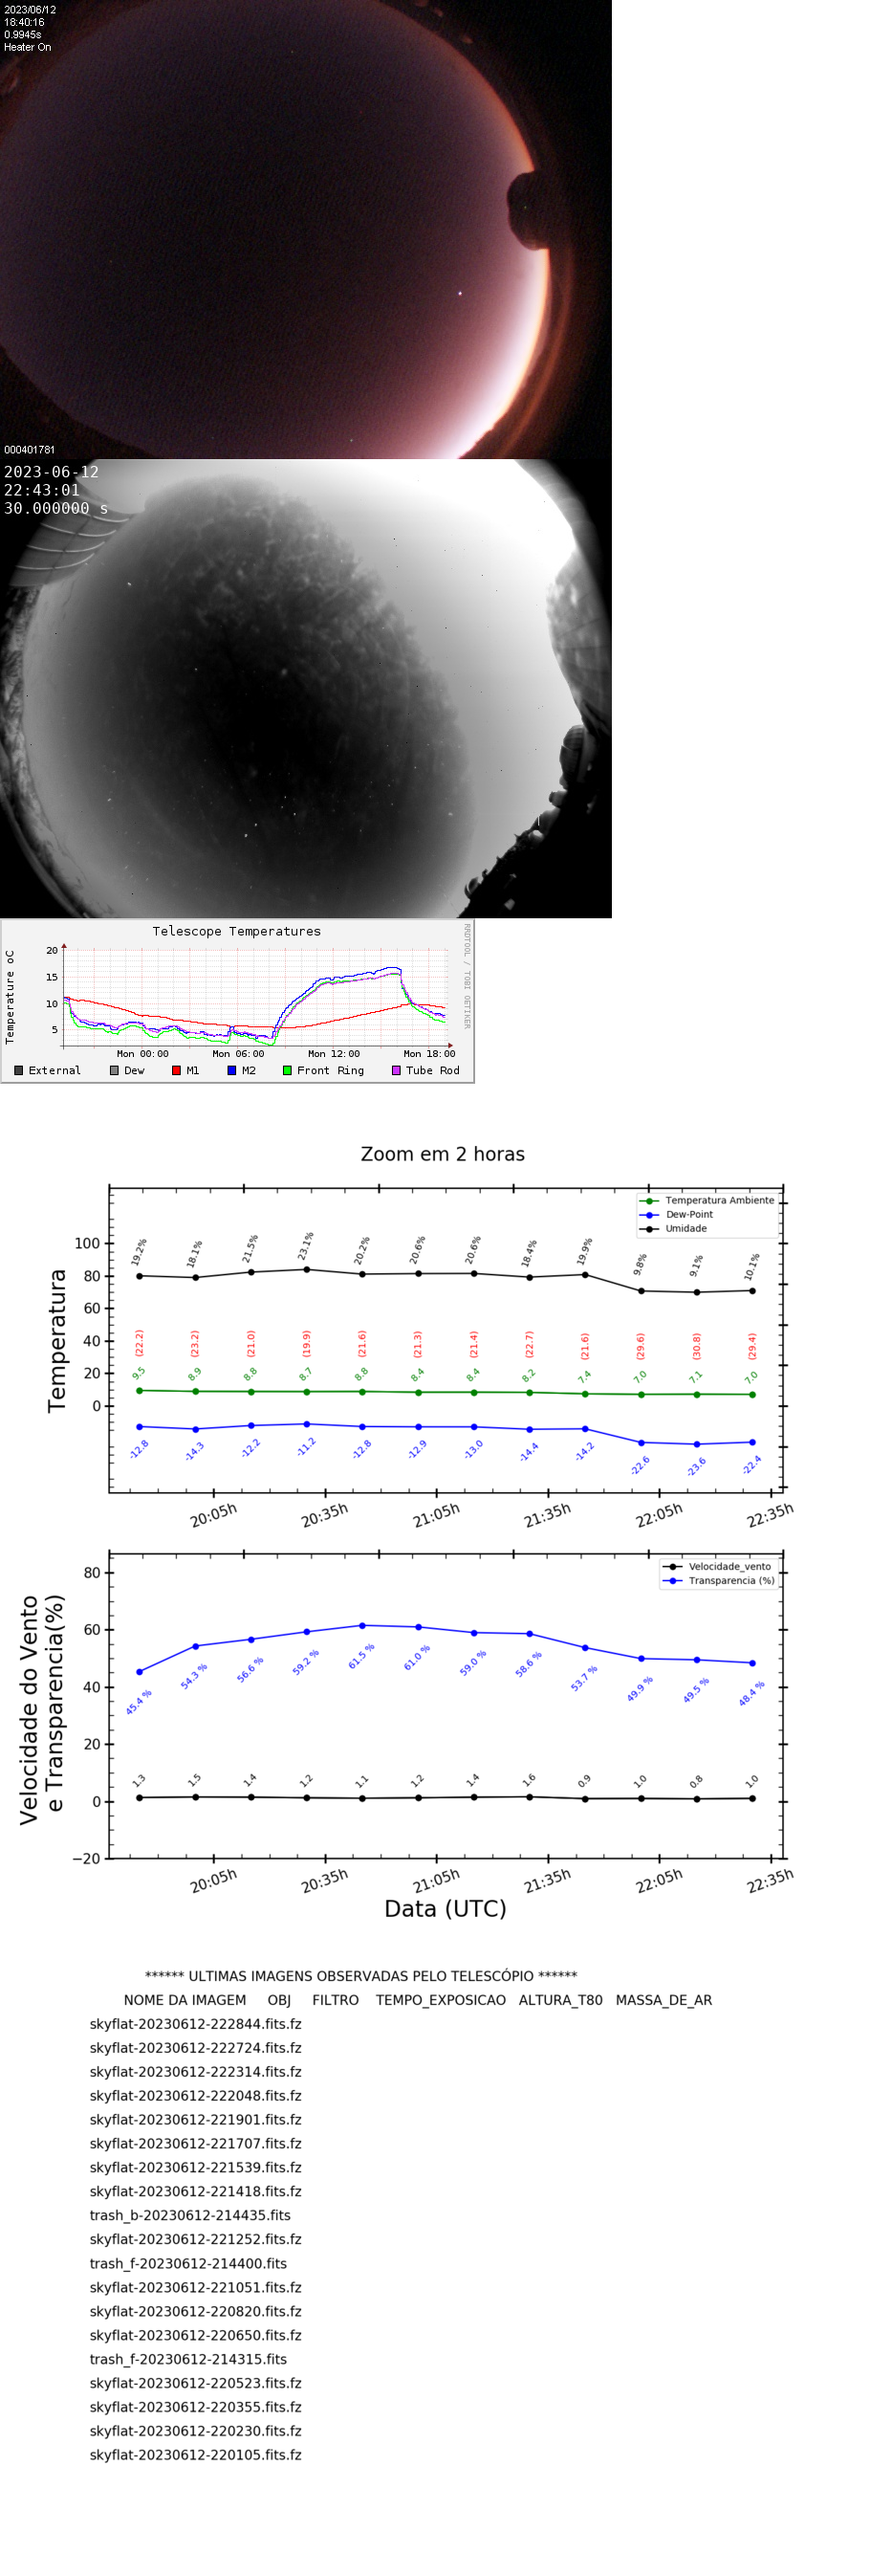 2023/06/12
18:40:16
0.9945s
Heater On
000401781
2023-06-12
22:43:01
30.000000 s
Telescope Temperatures
RRDTOOL / TOBI OETIKER
Temperature oC
20
15
10
5
Mon 00:00 Mon 06:00 Mon 12:00 Mon 18:00
External Dew M1 M2 Front Ring Tube Rod
Zoom em 2 horas
Temperatura Ambiente
Dew-Point
Umidade
Temperatura
100
80
60
40
20
0
19.2% 18.1% 21.5% 23.1% 20.2% 20.6% 20.6% 18.4% 19.9% 9.8% 9.1% 10.1%
(22.2) (23.2) (21.0) (19.9) (21.6) (21.3) (21.4) (22.7) (21.6) (29.6) (30.8) (29.4)
9.5 8.9 8.8 8.7 8.8 8.4 8.4 8.2 7.4 7.0 7.1 7.0
-12.8 -14.3 -12.2 -11.2 -12.8 -12.9 -13.0 -14.4 -14.2 -22.6 -23.6 -22.4
20:05h 20:35h 21:05h 21:35h 22:05h 22:35h
Velocidade_vento
Transparencia (%)
Velocidade do Vento
e Transparencia(%)
80
60
40
20
0
−20
45.4 % 54.3 % 56.6 % 59.2 % 61.5 % 61.0 % 59.0 % 58.6 % 53.7 % 49.9 % 49.5 % 48.4 %
1.3 1.5 1.4 1.2 1.1 1.2 1.4 1.6 0.9 1.0 0.8 1.0
20:05h 20:35h 21:05h 21:35h 22:05h 22:35h
Data (UTC)
****** ULTIMAS IMAGENS OBSERVADAS PELO TELESCÓPIO ******
NOME DA IMAGEM OBJ FILTRO TEMPO_EXPOSICAO ALTURA_T80 MASSA_DE_AR
skyflat-20230612-222844.fits.fz
skyflat-20230612-222724.fits.fz
skyflat-20230612-222314.fits.fz
skyflat-20230612-222048.fits.fz
skyflat-20230612-221901.fits.fz
skyflat-20230612-221707.fits.fz
skyflat-20230612-221539.fits.fz
skyflat-20230612-221418.fits.fz
trash_b-20230612-214435.fits
skyflat-20230612-221252.fits.fz
trash_f-20230612-214400.fits
skyflat-20230612-221051.fits.fz
skyflat-20230612-220820.fits.fz
skyflat-20230612-220650.fits.fz
trash_f-20230612-214315.fits
skyflat-20230612-220523.fits.fz
skyflat-20230612-220355.fits.fz
skyflat-20230612-220230.fits.fz
skyflat-20230612-220105.fits.fz